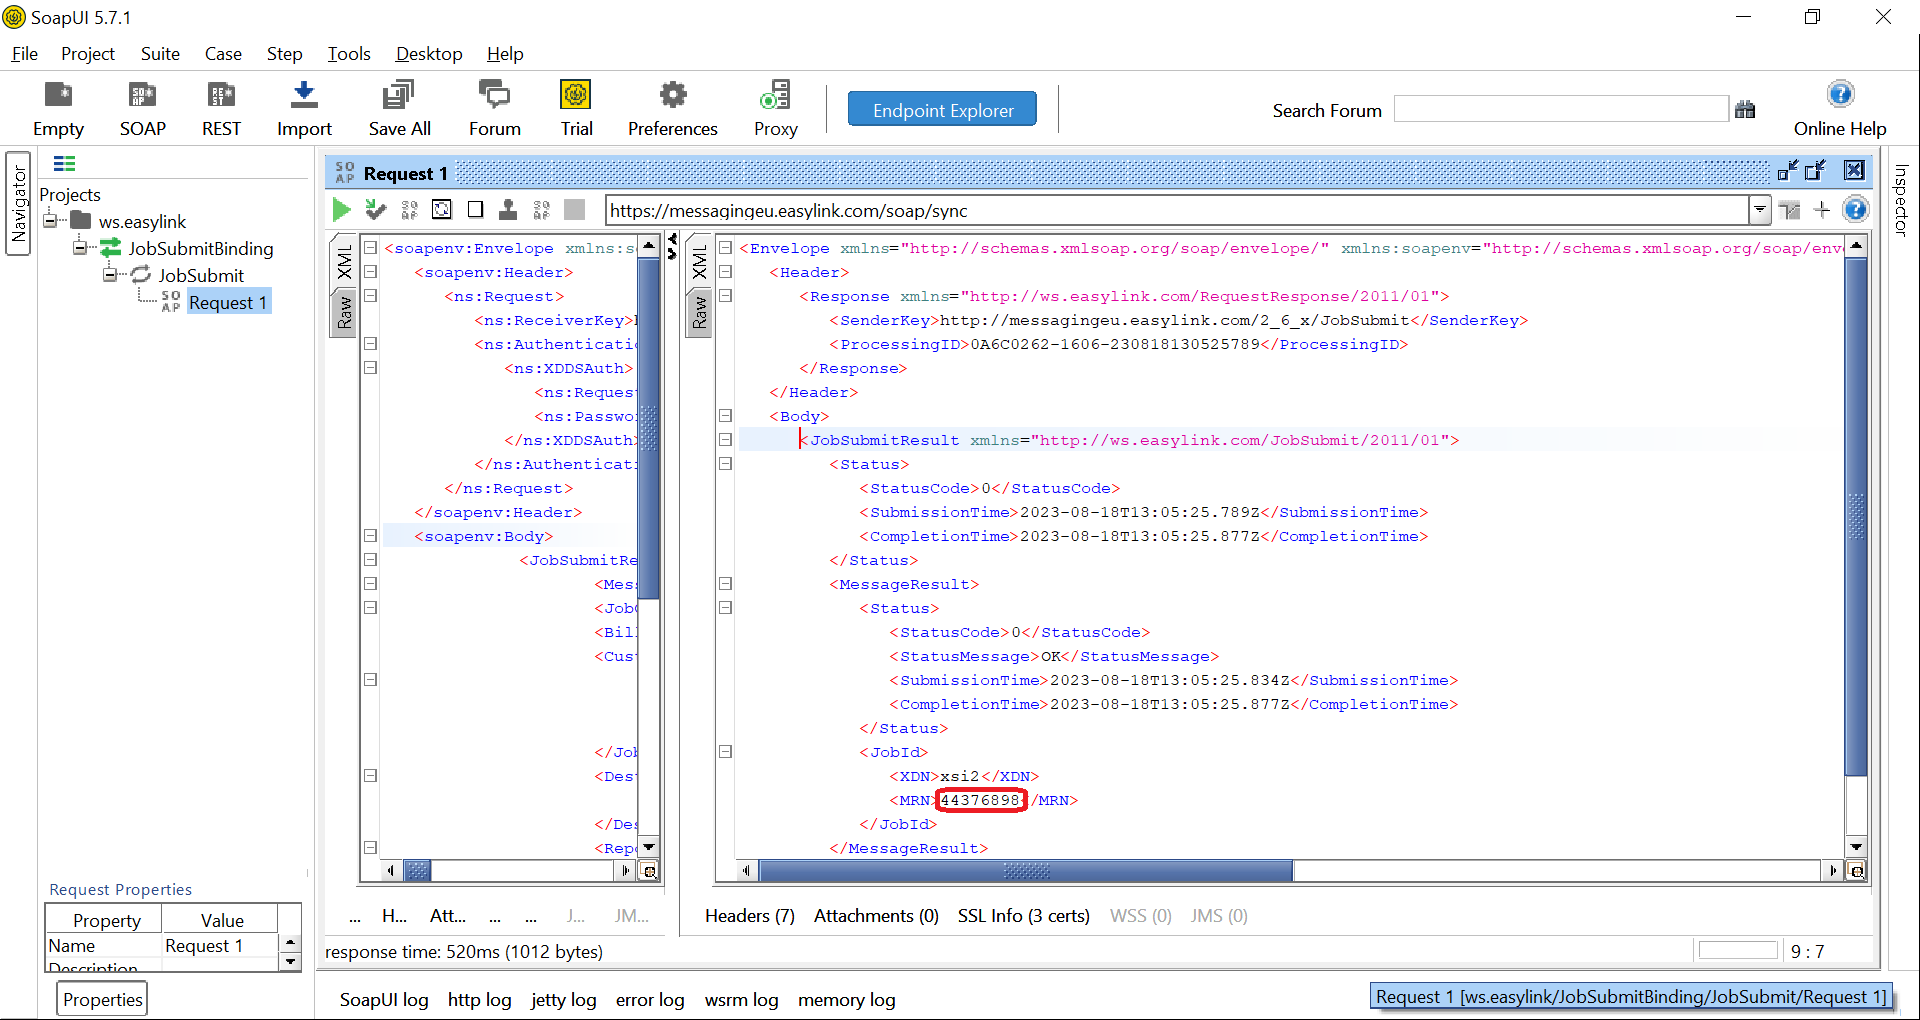 SoapUI 5.7.1
File Project Suite Case Step Tools Desktop Help
Empty SOAP REST Import Save All Forum Trial Preferences Proxy Endpoint Explorer Search Forum Online Help
Navigator
Projects
ws.easylink
JobSubmitBinding
JobSubmit
Request 1
Request 1
https://messagingeu.easylink.com/soap/sync
XML
Raw
<soapenv:Envelope xmlns:s
<soapenv:Header>
<ns:Request>
<ns:ReceiverKey>
<ns:Authenticatio
<ns:XDDSAuth>
<ns:Request
<ns:Passwo
</ns:XDDSAuth>
</ns:Authenticati
</ns:Request>
</soapenv:Header>
<soapenv:Body>
<JobSubmitRe
<Mes
<Job
<Bill
<Cust
</Job
<Dest
</Des
<Repo
XML
Raw
<Envelope xmlns="http://schemas.xmlsoap.org/soap/envelope/" xmlns:soapenv="http://schemas.xmlsoap.org/soap/env
<Header>
<Response xmlns="http://ws.easylink.com/RequestResponse/2011/01">
<SenderKey>http://messagingeu.easylink.com/2_6_x/JobSubmit</SenderKey>
<ProcessingID>0A6C0262-1606-230818130525789</ProcessingID>
</Response>
</Header>
<Body>
<JobSubmitResult xmlns="http://ws.easylink.com/JobSubmit/2011/01">
<Status>
<StatusCode>0</StatusCode>
<SubmissionTime>2023-08-18T13:05:25.789Z</SubmissionTime>
<CompletionTime>2023-08-18T13:05:25.877Z</CompletionTime>
</Status>
<MessageResult>
<Status>
<StatusCode>0</StatusCode>
<StatusMessage>OK</StatusMessage>
<SubmissionTime>2023-08-18T13:05:25.834Z</SubmissionTime>
<CompletionTime>2023-08-18T13:05:25.877Z</CompletionTime>
</Status>
<JobId>
<XDN>xsi2</XDN>
<MRN>44376898</MRN>
</JobId>
</MessageResult>
Inspector
Request Properties
Property Value
Name Request 1
Description
Properties
... H... Att... ... ... J... JM...
Headers (7) Attachments (0) SSL Info (3 certs) WSS (0) JMS (0)
response time: 520ms (1012 bytes)
9 : 7
SoapUI log http log jetty log error log wsrm log memory log
Request 1 [ws.easylink/JobSubmitBinding/JobSubmit/Request 1]